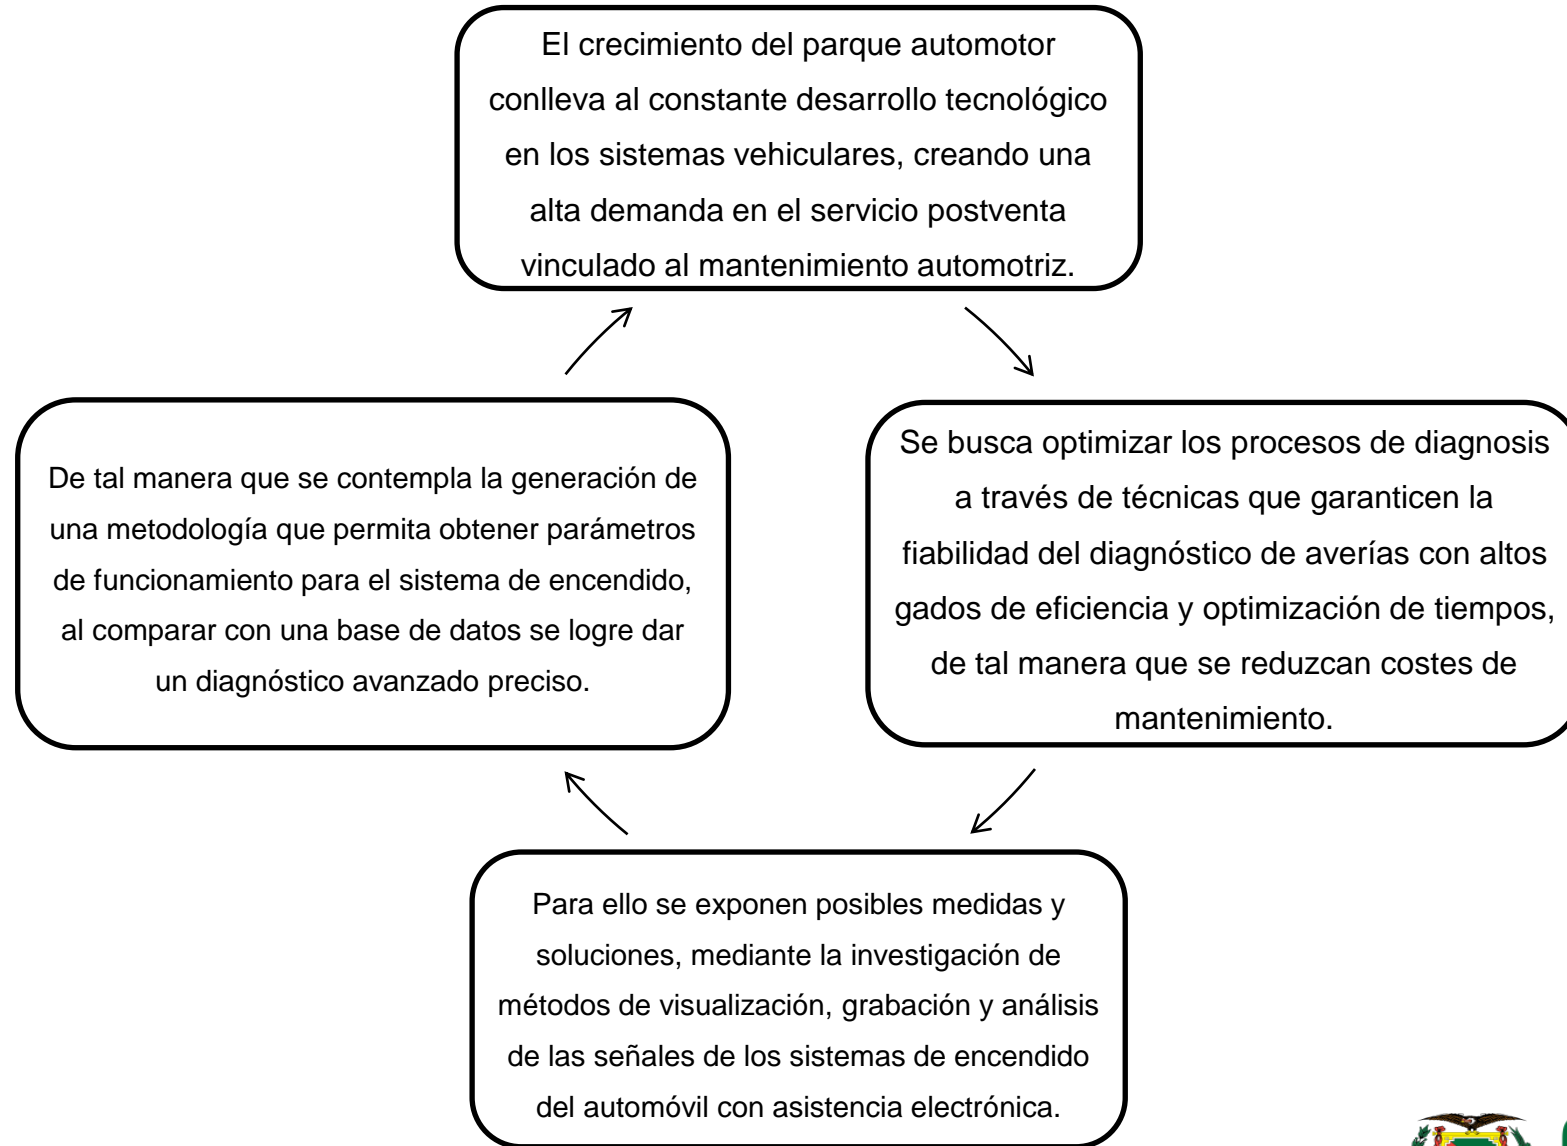 El crecimiento del parque automotor
conlleva al constante desarrollo tecnológico
en los sistemas vehiculares, creando una
alta demanda en el servicio postventa
vinculado al mantenimiento automotriz.
Se busca optimizar los procesos de diagnosis
a través de técnicas que garanticen la
fiabilidad del diagnóstico de averías con altos
gados de eficiencia y optimización de tiempos,
de tal manera que se reduzcan costes de
mantenimiento.
Para ello se exponen posibles medidas y
soluciones, mediante la investigación de
métodos de visualización, grabación y análisis
de las señales de los sistemas de encendido
del automóvil con asistencia electrónica.
De tal manera que se contempla la generación de
una metodología que permita obtener parámetros
de funcionamiento para el sistema de encendido,
al comparar con una base de datos se logre dar
un diagnóstico avanzado preciso.